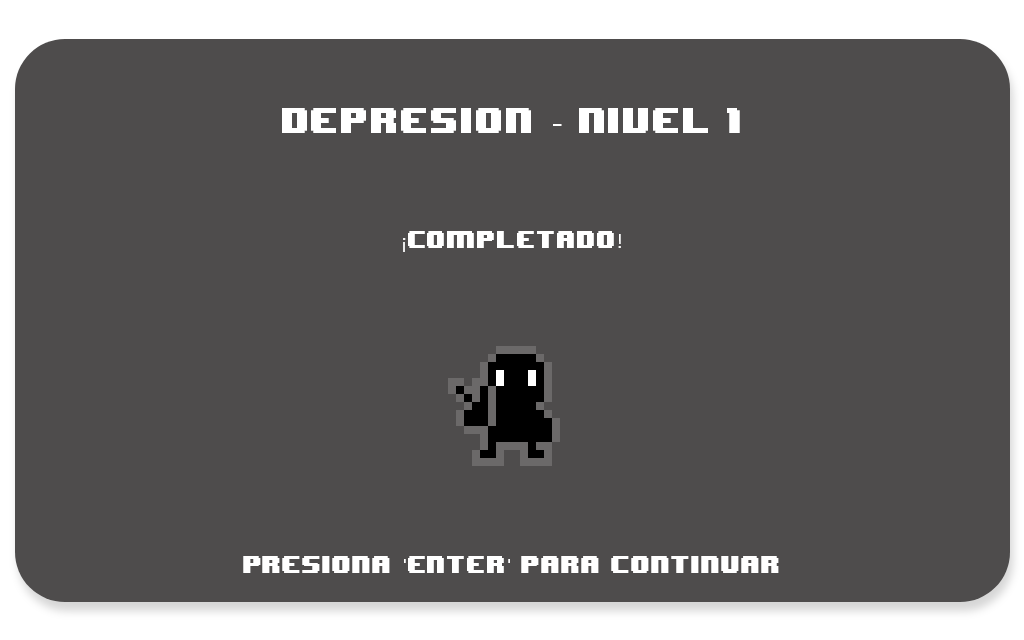 DEPRESION - NIVEL 1
¡COMPLETADO!
PRESIONA 'ENTER' PARA CONTINUAR